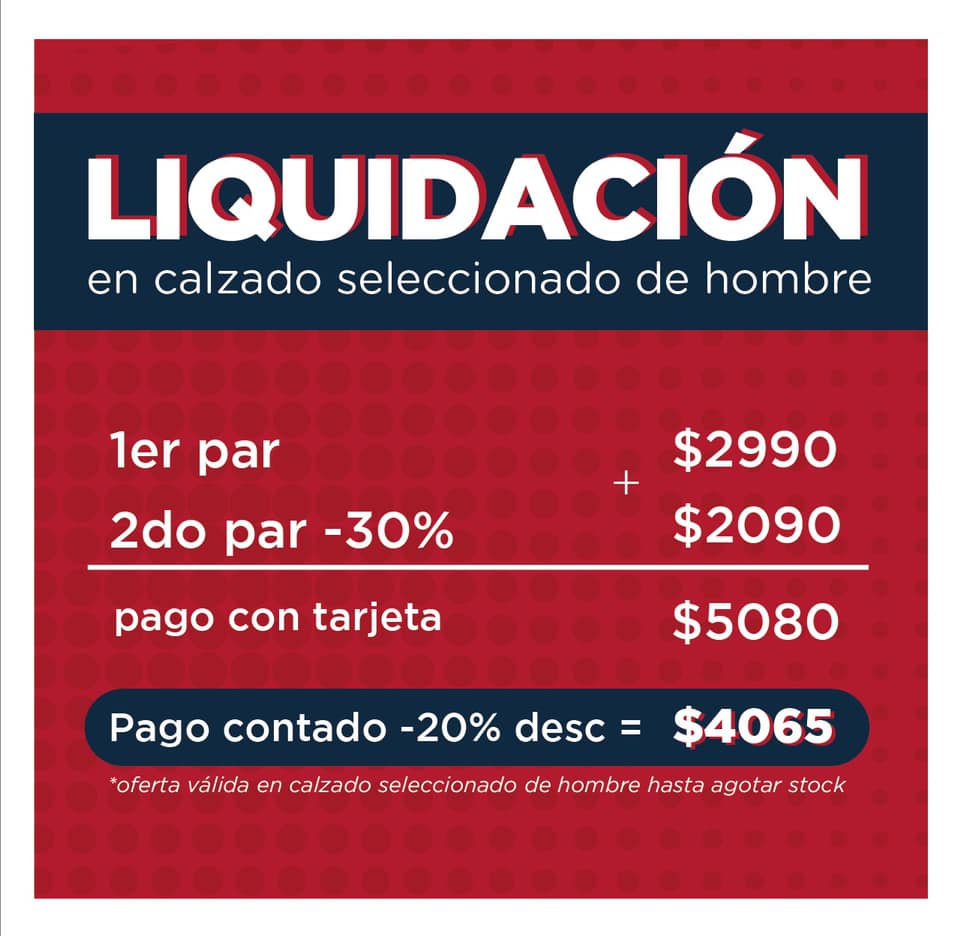 LIQUIDACIÓN
en calzado seleccionado de hombre
1er par $2990
+
2do par -30% $2090
pago con tarjeta $5080
Pago contado -20% desc = $4065
*oferta válida en calzado seleccionado de hombre hasta agotar stock